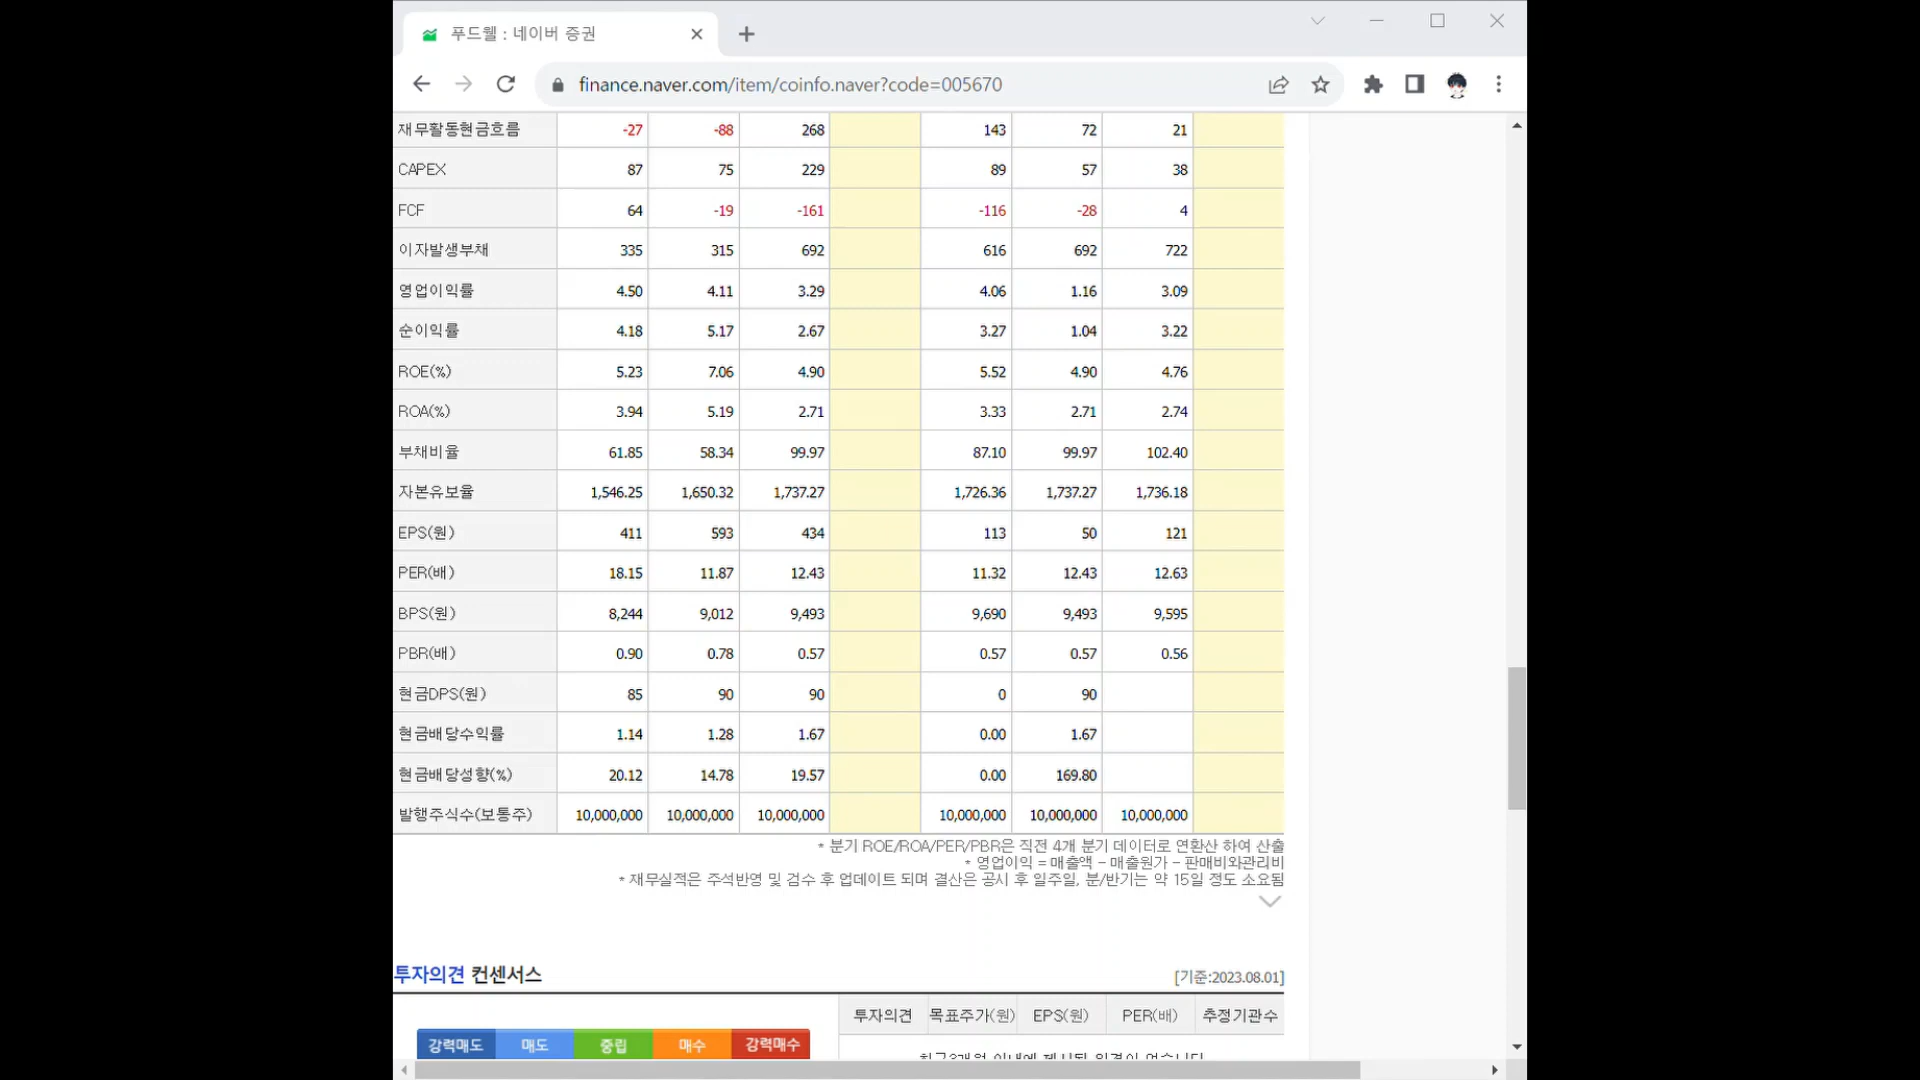 푸드웰 : 네이버 증권
finance.naver.com/item/coinfo.naver?code=005670
재무활동현금흐름 -27 -88 268 143 72 21
CAPEX 87 75 229 89 57 38
FCF 64 -19 -161 -116 -28 4
이자발생부채 335 315 692 616 692 722
영업이익률 4.50 4.11 3.29 4.06 1.16 3.09
순이익률 4.18 5.17 2.67 3.27 1.04 3.22
ROE(%) 5.23 7.06 4.90 5.52 4.90 4.76
ROA(%) 3.94 5.19 2.71 3.33 2.71 2.74
부채비율 61.85 58.34 99.97 87.10 99.97 102.40
자본유보율 1,546.25 1,650.32 1,737.27 1,726.36 1,737.27 1,736.18
EPS(원) 411 593 434 113 50 121
PER(배) 18.15 11.87 12.43 11.32 12.43 12.63
BPS(원) 8,244 9,012 9,493 9,690 9,493 9,595
PBR(배) 0.90 0.78 0.57 0.57 0.57 0.56
현금DPS(원) 85 90 90 0 90
현금배당수익률 1.14 1.28 1.67 0.00 1.67
현금배당성향(%) 20.12 14.78 19.57 0.00 169.80
발행주식수(보통주) 10,000,000 10,000,000 10,000,000 10,000,000 10,000,000 10,000,000
* 분기 ROE/ROA/PER/PBR은 직전 4개 분기 데이터로 연환산 하여 산출
* 영업이익 = 매출액 - 매출원가 - 판매비와관리비
* 재무실적은 주석반영 및 검수 후 업데이트 되며 결산은 공시 후 일주일, 분/반기는 약 15일 정도 소요됨
투자의견 컨센서스 [기준:2023.08.01]
투자의견 목표주가(원) EPS(원) PER(배) 추정기관수
강력매도 매도 중립 매수 강력매수